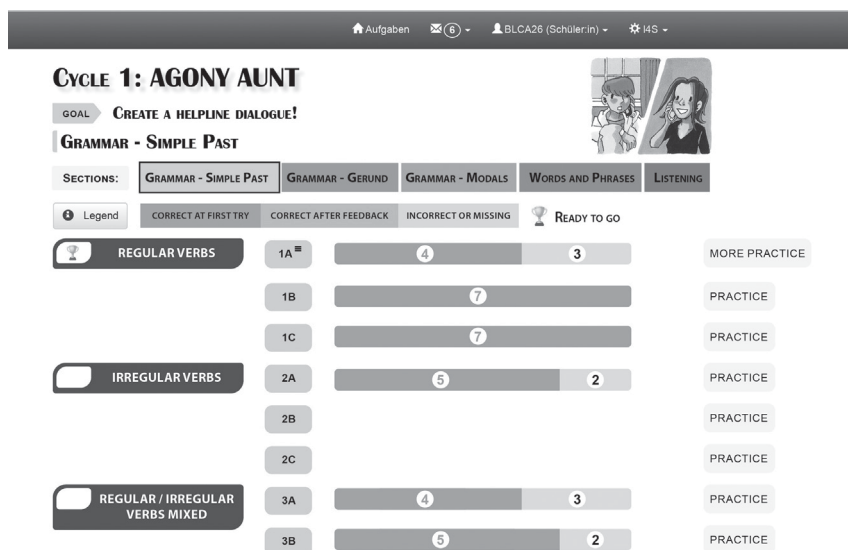 Aufgaben 6 BLCA26 (Schüler:in) I4S
CYCLE 1: AGONY AUNT
GOAL CREATE A HELPLINE DIALOGUE!
GRAMMAR - SIMPLE PAST
SECTIONS: GRAMMAR - SIMPLE PAST GRAMMAR - GERUND GRAMMAR - MODALS WORDS AND PHRASES LISTENING
Legend CORRECT AT FIRST TRY CORRECT AFTER FEEDBACK INCORRECT OR MISSING READY TO GO
REGULAR VERBS 1A 4 3 MORE PRACTICE
1B 7 PRACTICE
1C 7 PRACTICE
IRREGULAR VERBS 2A 5 2 PRACTICE
2B PRACTICE
2C PRACTICE
REGULAR / IRREGULAR
VERBS MIXED
3A 4 3 PRACTICE
3B 5 2 PRACTICE